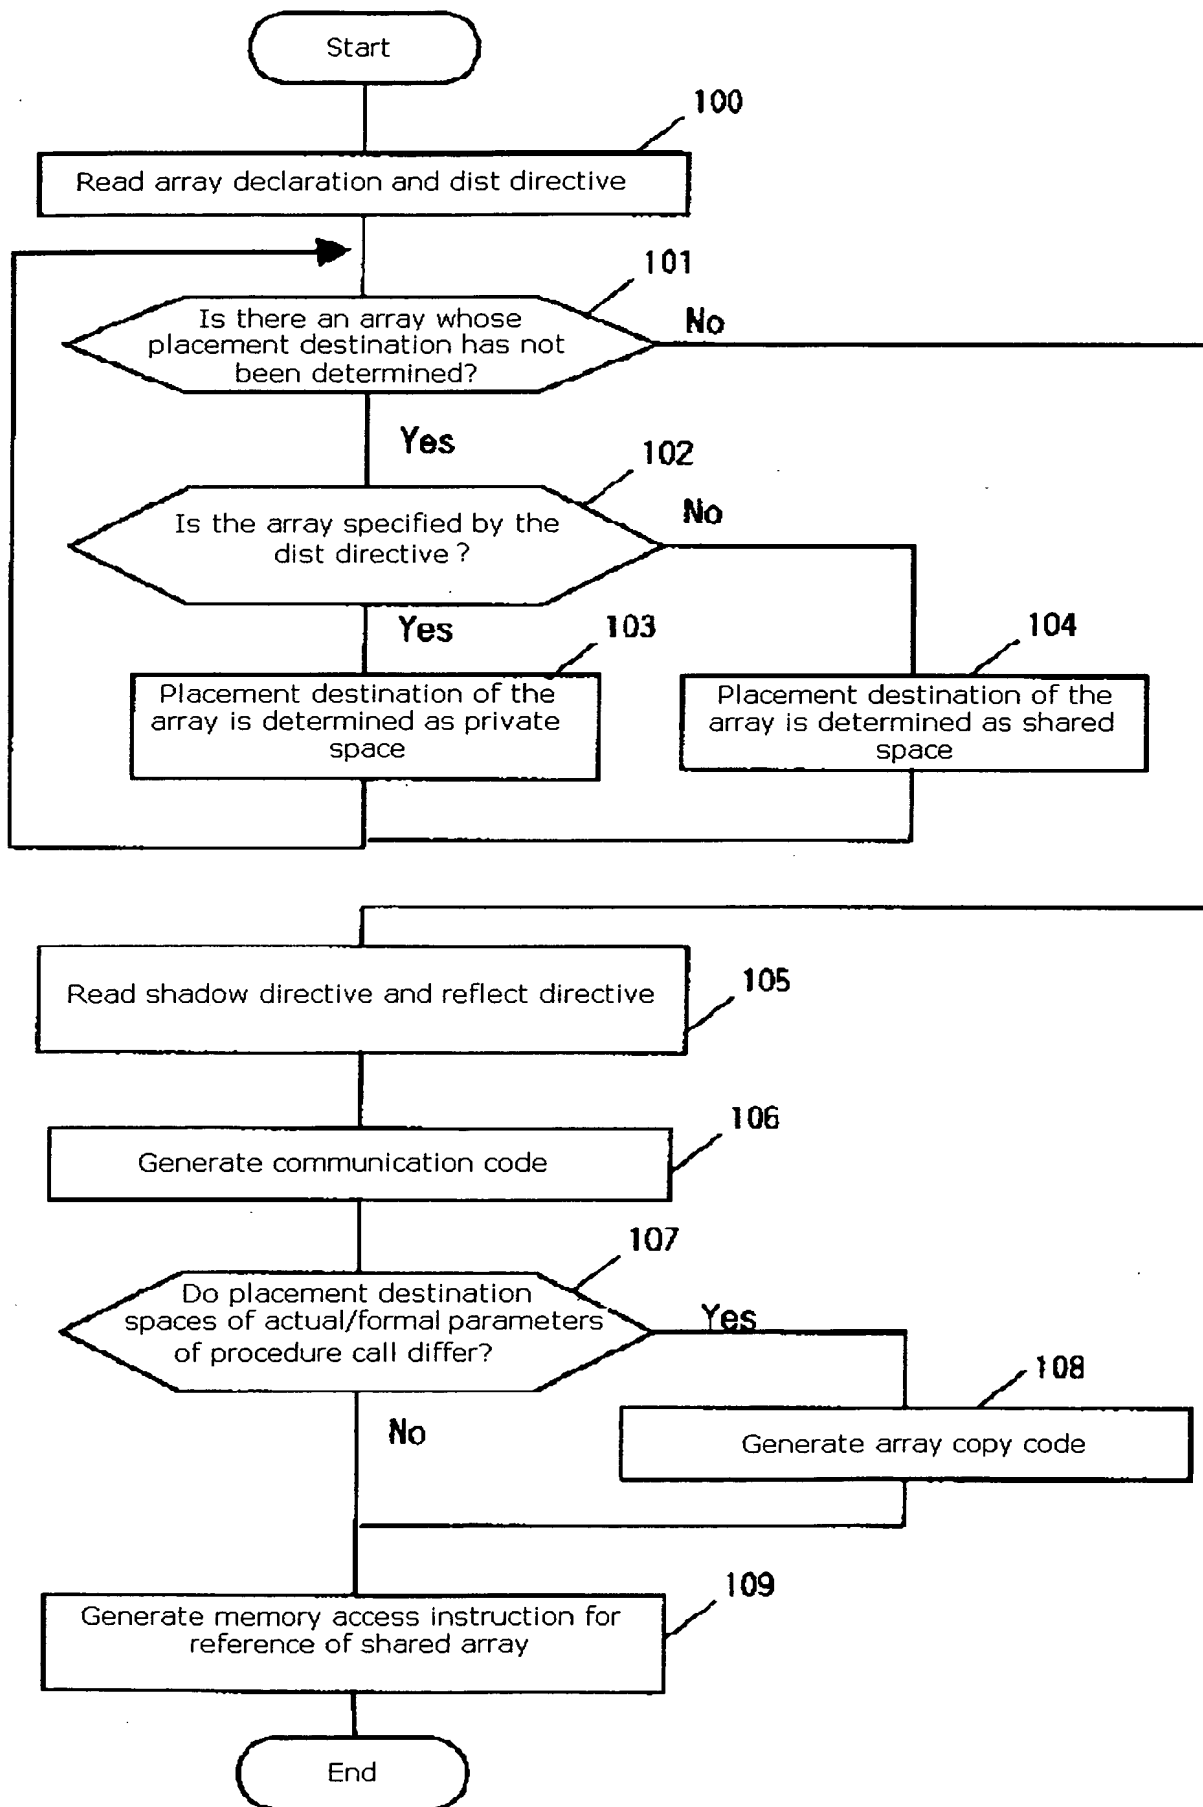 Start
100
Read array declaration and dist directive
101
Is there an array whose
placement destination has not
been determined?
No
Yes
102
Is the array specified by the
dist directive ?
No
Yes
103
Placement destination of the
array is determined as private
space
104
Placement destination of the
array is determined as shared
space
Read shadow directive and reflect directive
105
106
Generate communication code
107
Do placement destination
spaces of actual/formal parameters
of procedure call differ?
Yes
No
108
Generate array copy code
109
Generate memory access instruction for
reference of shared array
End